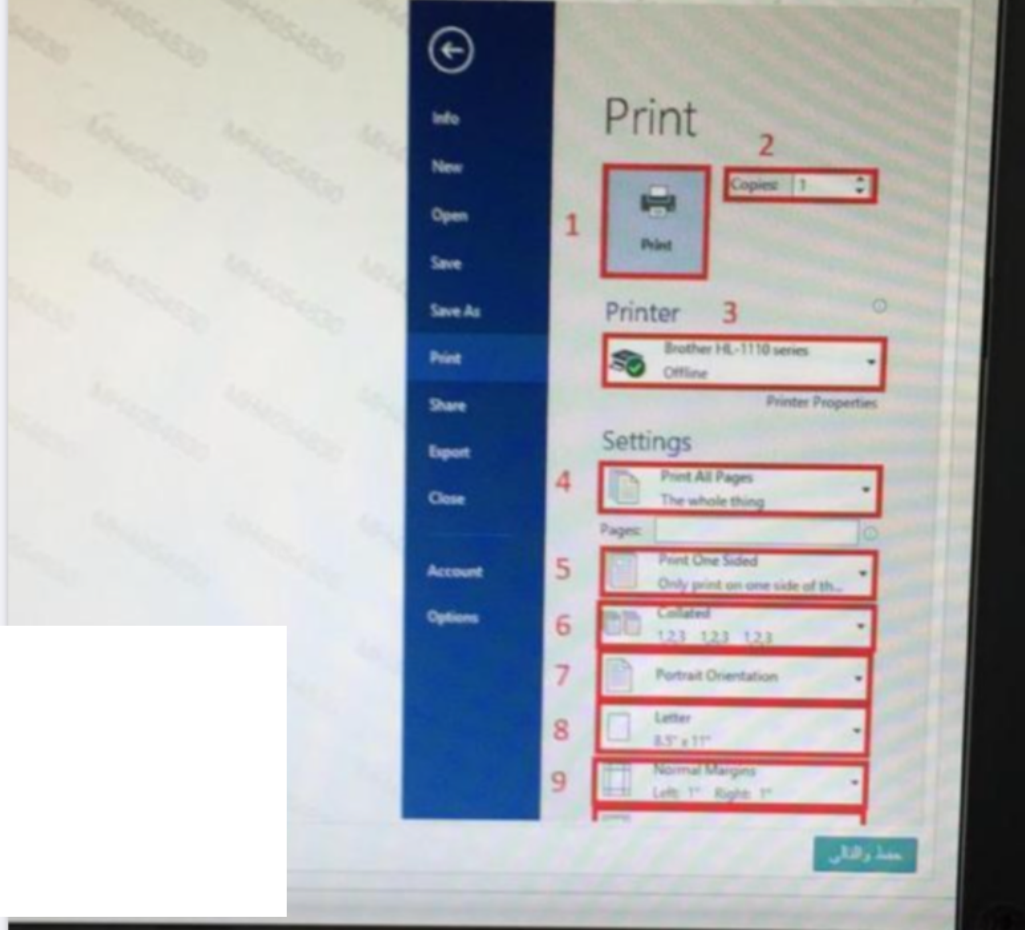 Info
New
Open
Save
Save As
Print
Share
Export
Close
Account
Options
Print
2
1
Print
Copies: 1
Printer 3
Brother HL-1110 series
Offline
Printer Properties
Settings
4
Print All Pages
The whole thing
Pages:
5
Print One Sided
Only print on one side of th...
6
Collated
1,2,3 1,2,3 1,2,3
7
Portrait Orientation
8
Letter
8.5" x 11"
9
Normal Margins
Left: 1" Right: 1"
حفظ والتالي